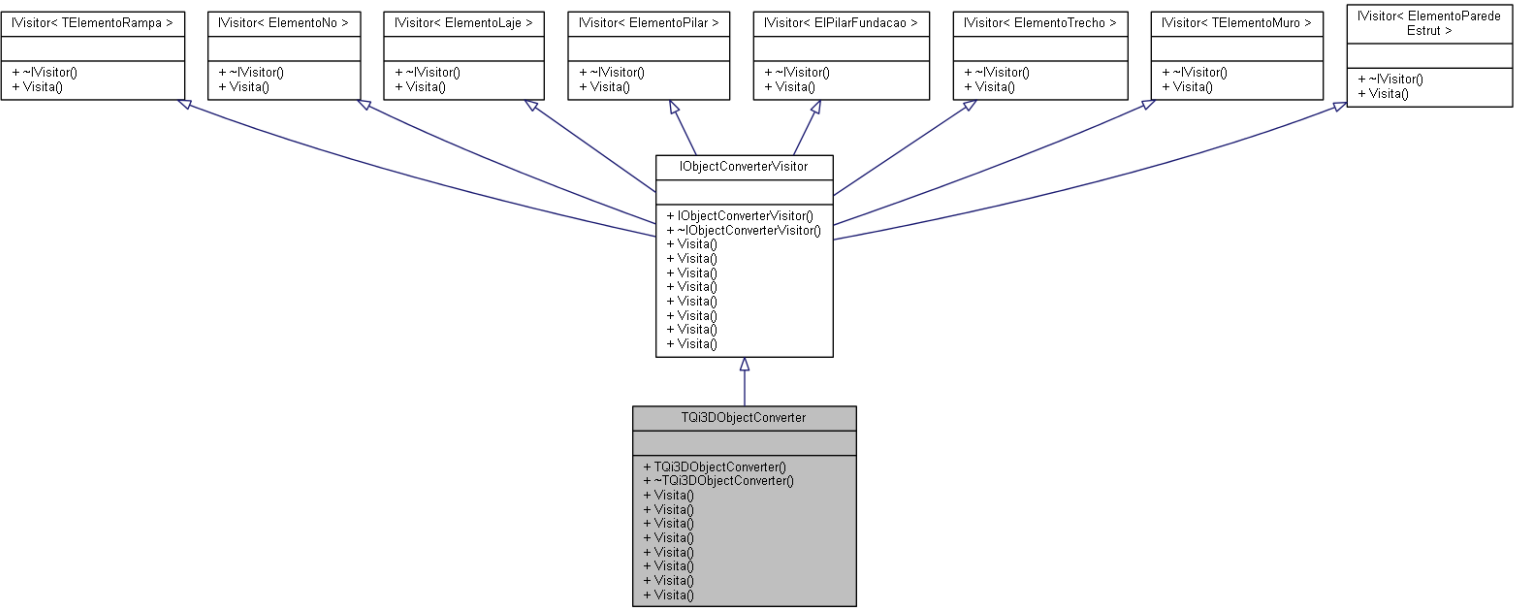 IVisitor< TElementoRampa >
+ ~IVisitor()
+ Visita()
IVisitor< ElementoNo >
+ ~IVisitor()
+ Visita()
IVisitor< ElementoLaje >
+ ~IVisitor()
+ Visita()
IVisitor< ElementoPilar >
+ ~IVisitor()
+ Visita()
IVisitor< ElPilarFundacao >
+ ~IVisitor()
+ Visita()
IVisitor< ElementoTrecho >
+ ~IVisitor()
+ Visita()
IVisitor< TElementoMuro >
+ ~IVisitor()
+ Visita()
IVisitor< ElementoParede
Estrut >
+ ~IVisitor()
+ Visita()
IObjectConverterVisitor
+ IObjectConverterVisitor()
+ ~IObjectConverterVisitor()
+ Visita()
+ Visita()
+ Visita()
+ Visita()
+ Visita()
+ Visita()
+ Visita()
+ Visita()
TQi3DObjectConverter
+ TQi3DObjectConverter()
+ ~TQi3DObjectConverter()
+ Visita()
+ Visita()
+ Visita()
+ Visita()
+ Visita()
+ Visita()
+ Visita()
+ Visita()